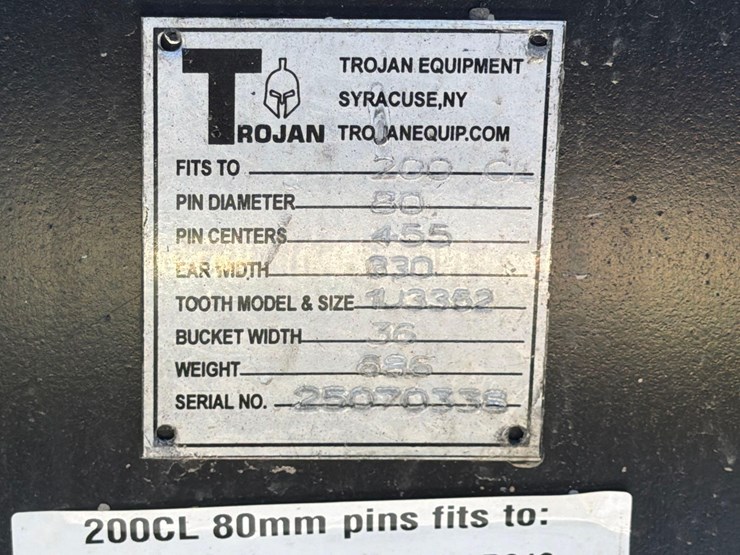 TROJAN EQUIPMENT
SYRACUSE,NY
TROJAN TROJANEQUIP.COM
FITS TO 200 CL
PIN DIAMETER 80
PIN CENTERS 455
EAR WIDTH 330
TOOTH MODEL & SIZE 1U3352
BUCKET WIDTH 36
WEIGHT
SERIAL NO. 25070338
200CL 80mm pins fits to: